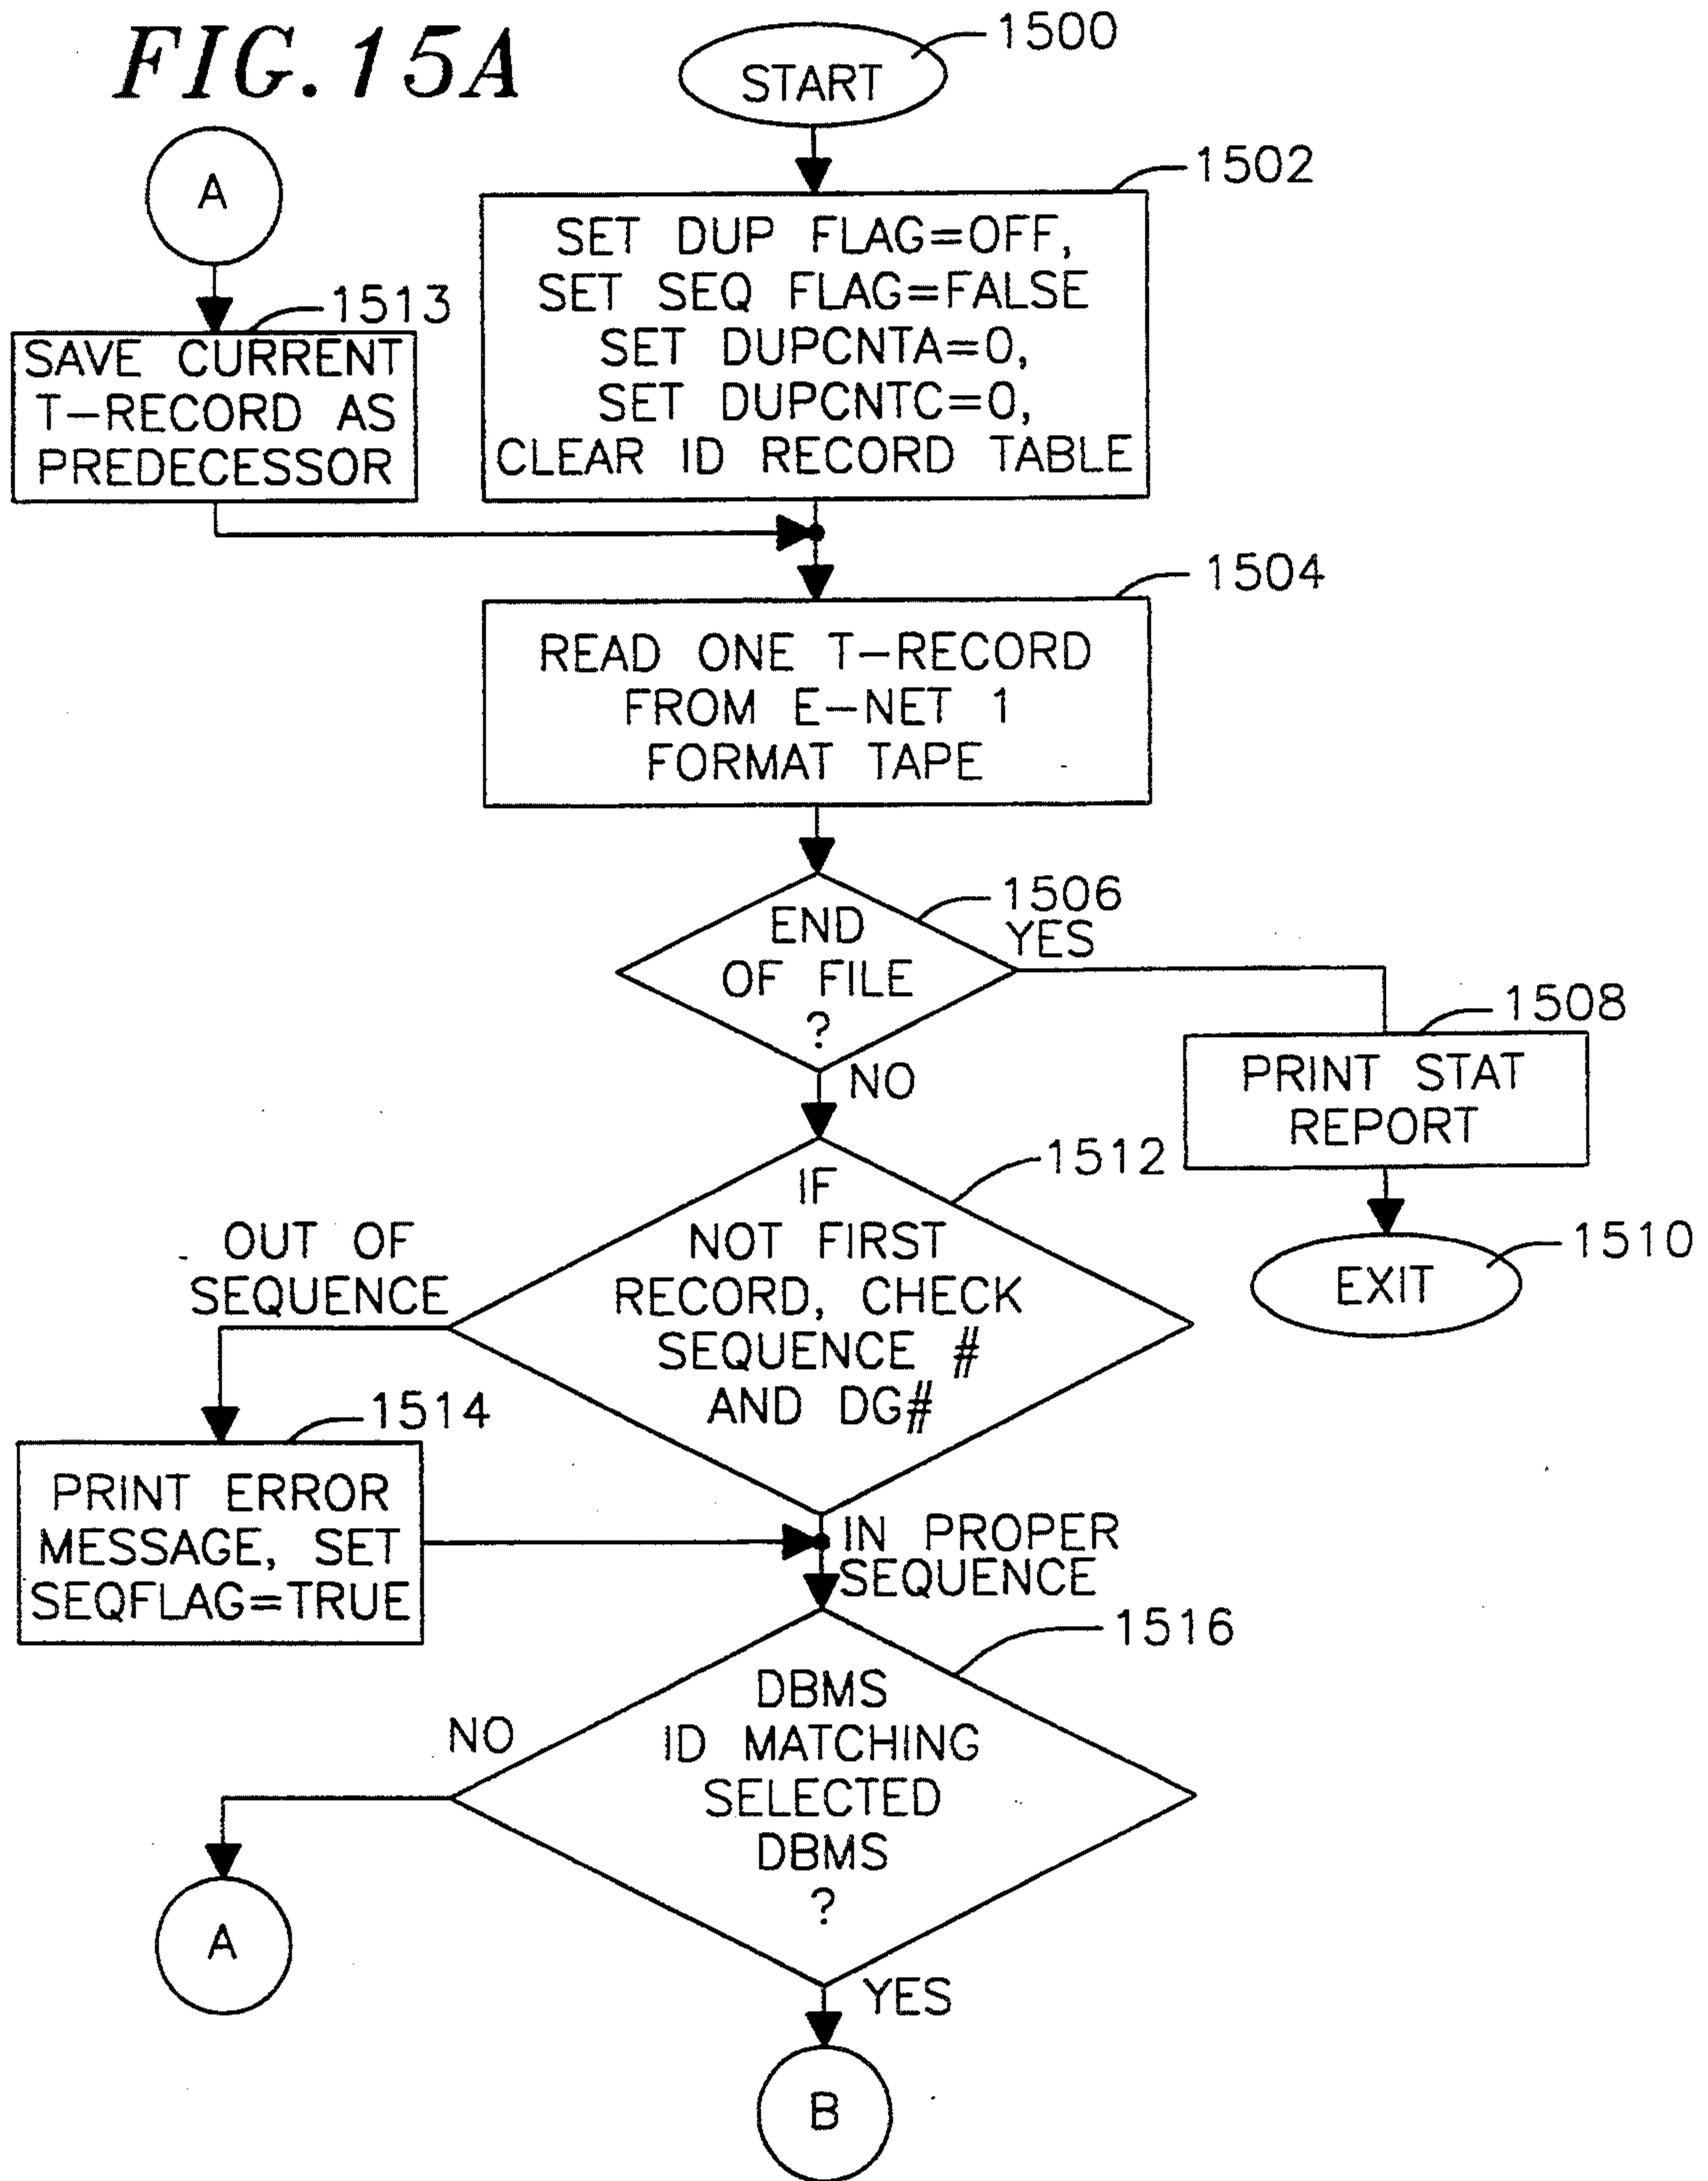 FIG. 15A
START
1500
A
1502
SET DUP FLAG=OFF,
SET SEQ FLAG=FALSE
SET DUPCNTA=0,
SET DUPCNTC=0,
CLEAR ID RECORD TABLE
1513
SAVE CURRENT
T-RECORD AS
PREDECESSOR
1504
READ ONE T-RECORD
FROM E-NET 1
FORMAT TAPE
1506
END
OF FILE
?
YES
NO
1508
PRINT STAT
REPORT
1510
EXIT
1512
IF
NOT FIRST
RECORD, CHECK
SEQUENCE #
AND DG#
OUT OF
SEQUENCE
1514
PRINT ERROR
MESSAGE, SET
SEQFLAG=TRUE
IN PROPER
SEQUENCE
1516
DBMS
ID MATCHING
SELECTED
DBMS
?
NO
A
YES
B